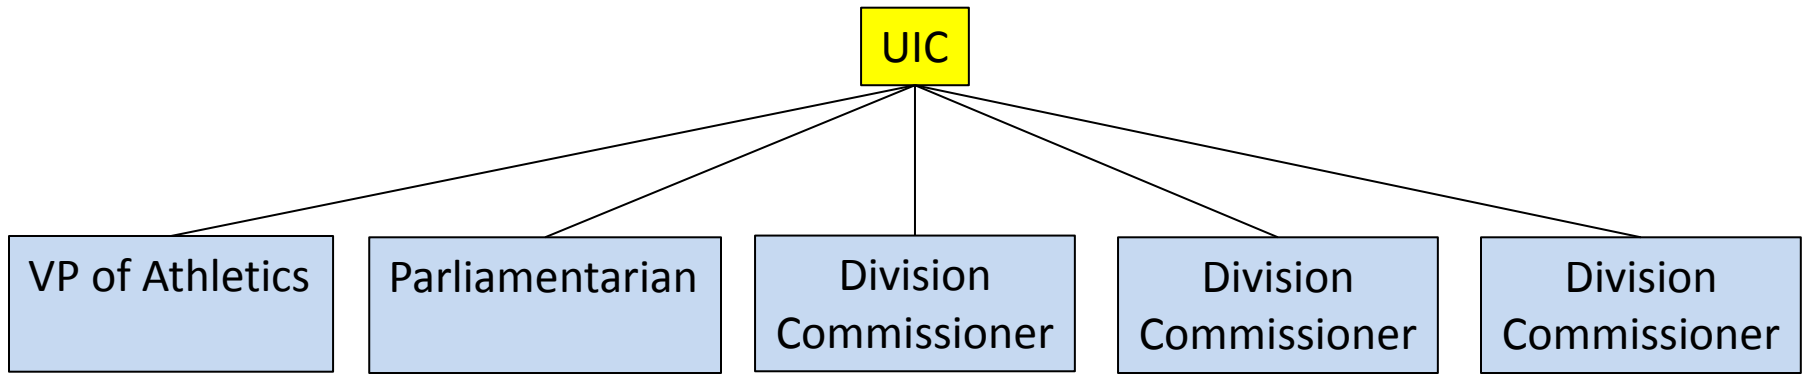 UIC
VP of Athletics
Parliamentarian
Division
Commissioner
Division
Commissioner
Division
Commissioner